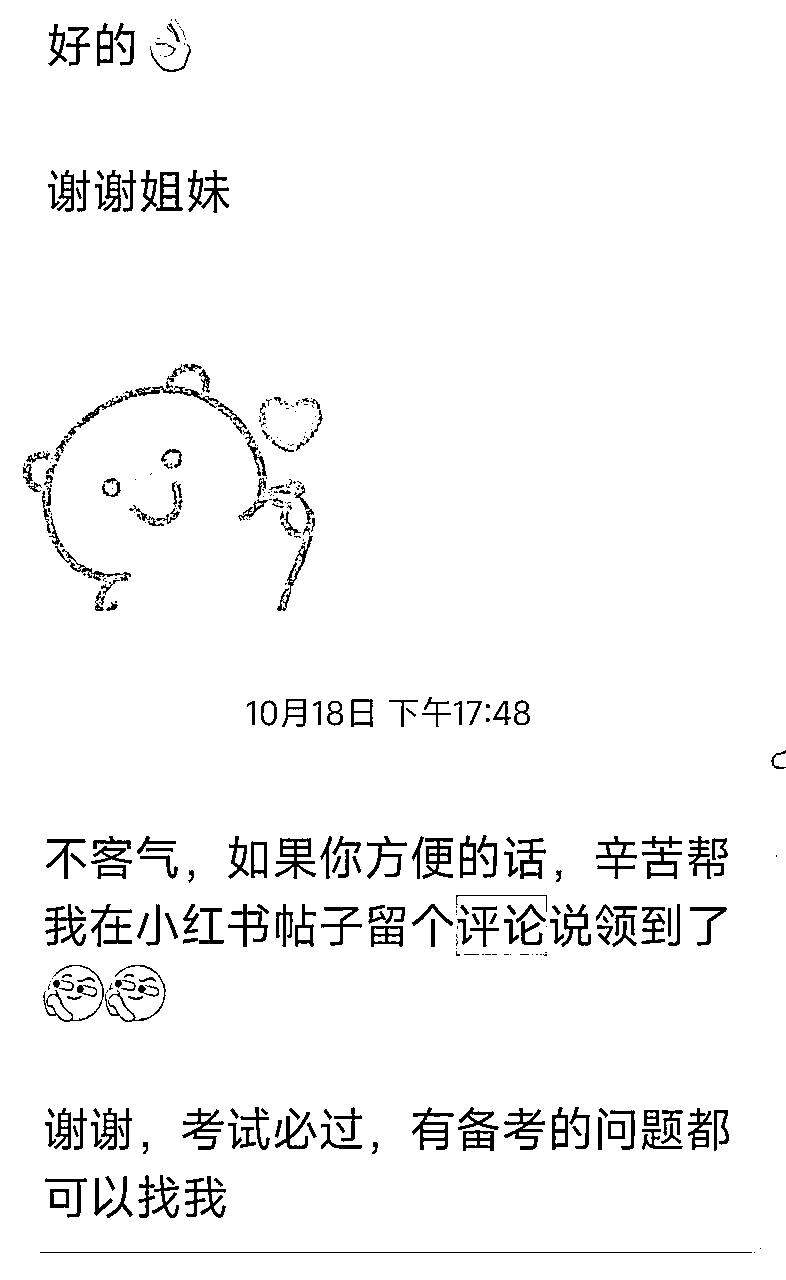 好的👌
谢谢姐妹
10月18日 下午17:48
不客气，如果你方便的话，辛苦帮
我在小红书帖子留个评论说领到了
谢谢，考试必过，有备考的问题都
可以找我